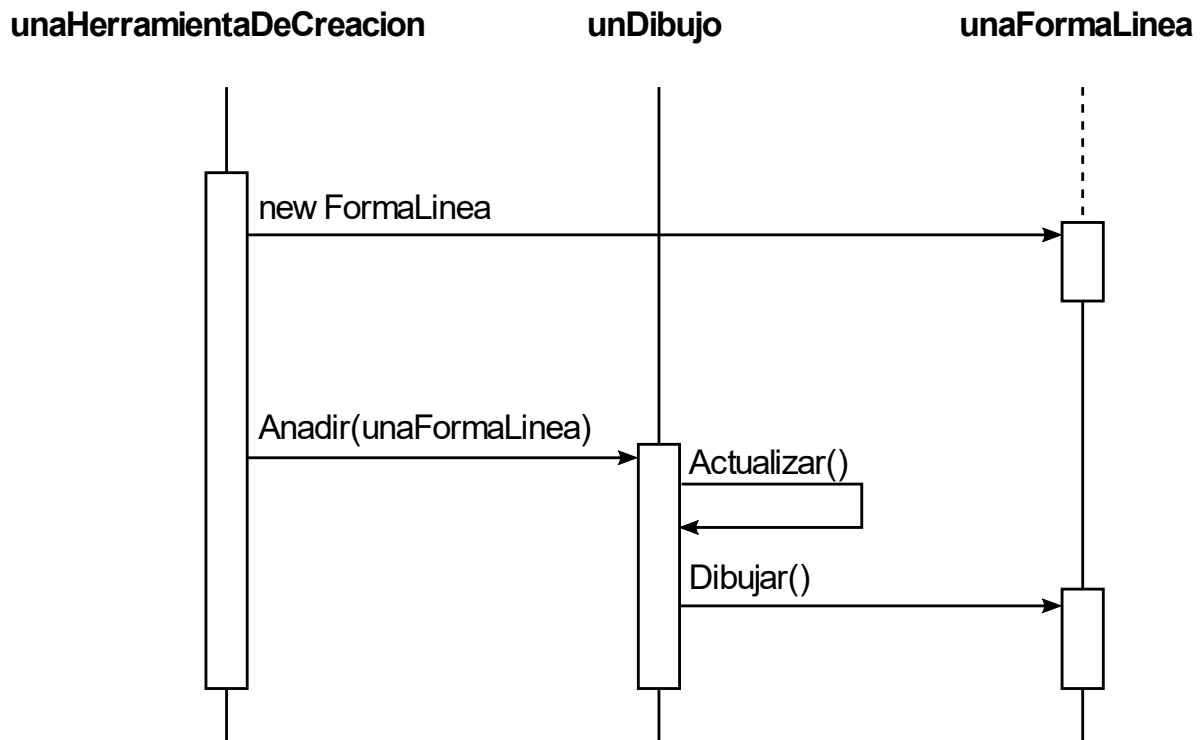 unaHerramientaDeCreacion
unDibujo
unaFormaLinea
new FormaLinea
Anadir(unaFormaLinea)
Actualizar()
Dibujar()